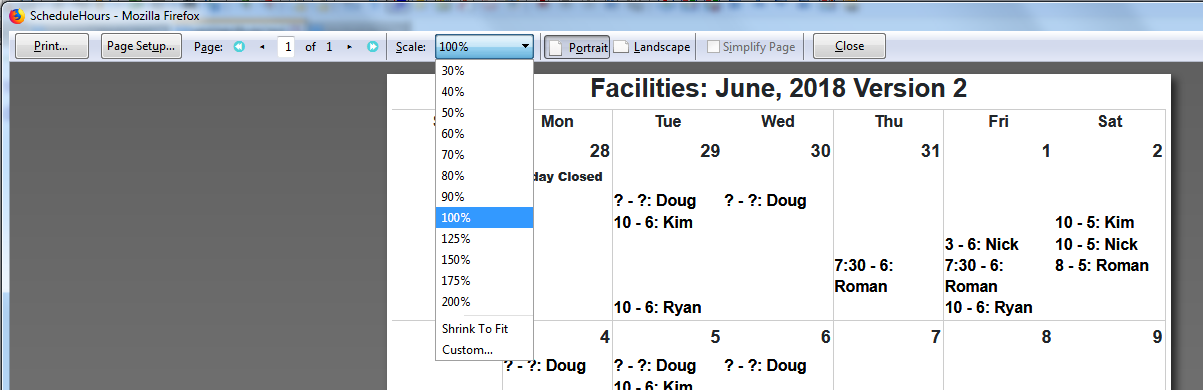 ScheduleHours - Mozilla Firefox
Print... Page Setup... Page: 1 of 1 Scale: 100% Portrait Landscape Simplify Page Close
30%
40%
50%
60%
70%
80%
90%
100%
125%
150%
175%
200%
Shrink To Fit
Custom...
Facilities: June, 2018 Version 2
Mon Tue Wed Thu Fri Sat
28 29 30 31 1 2
day Closed
? - ?: Doug ? - ?: Doug
10 - 6: Kim 10 - 5: Kim
3 - 6: Nick 10 - 5: Nick
7:30 - 6: 7:30 - 6: 8 - 5: Roman
Roman Roman
10 - 6: Ryan 10 - 6: Ryan
4 5 6 7 8 9
? - ?: Doug ? - ?: Doug ? - ?: Doug
10 - 6: Kim